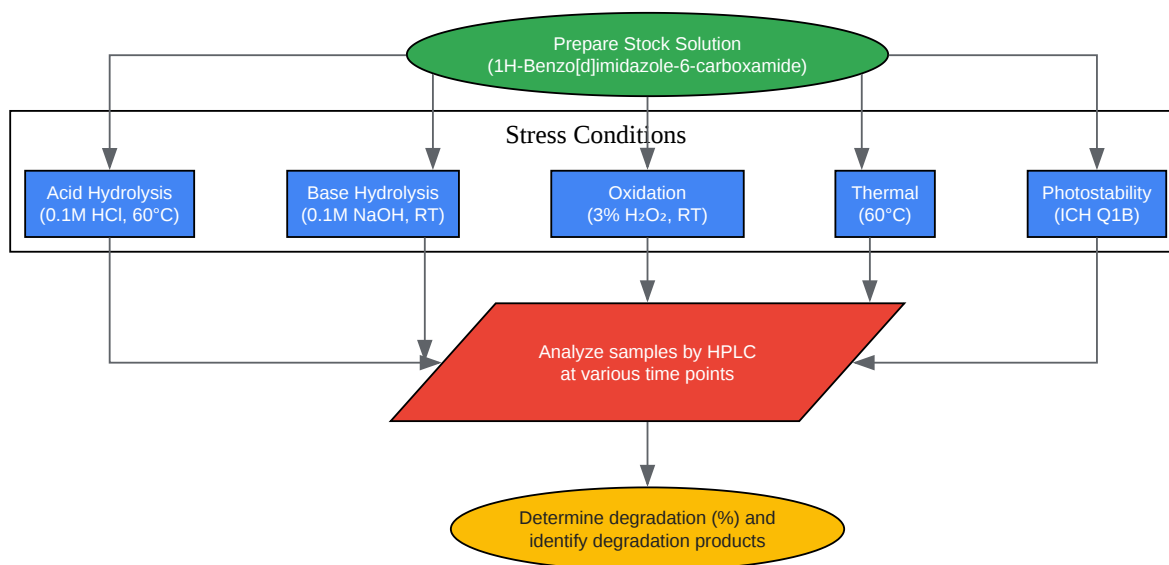 Prepare Stock Solution
(1H-Benzo[d]imidazole-6-carboxamide)
Stress Conditions
Acid Hydrolysis
(0.1M HCl, 60°C)
Base Hydrolysis
(0.1M NaOH, RT)
Oxidation
(3% H₂O₂, RT)
Thermal
(60°C)
Photostability
(ICH Q1B)
Analyze samples by HPLC
at various time points
Determine degradation (%) and
identify degradation products